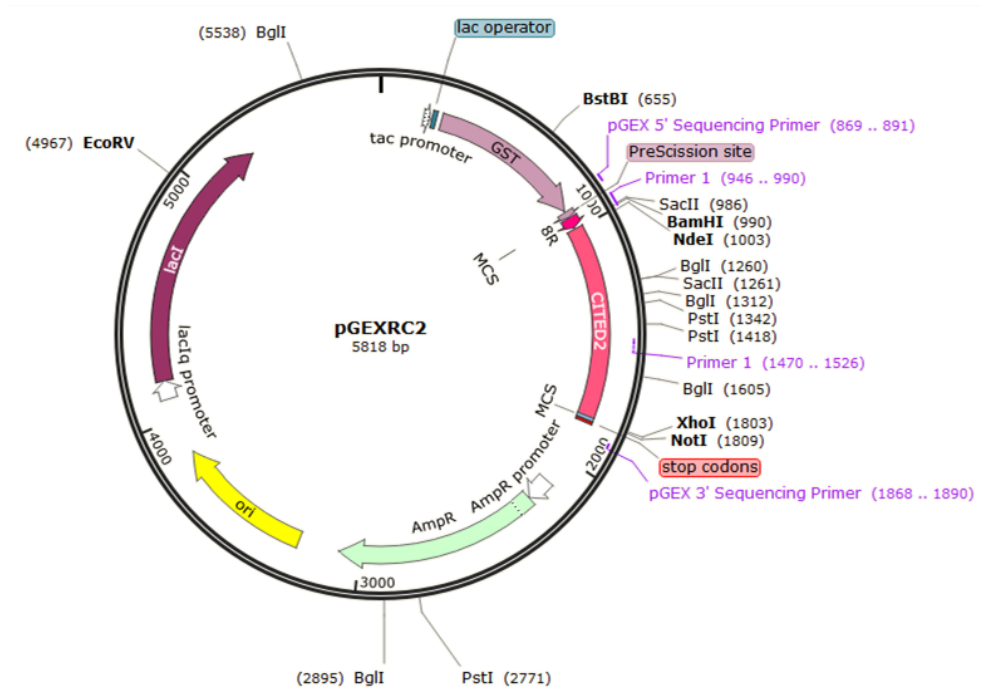 lac operator
(5538) BglI
BstBI (655)
pGEX 5' Sequencing Primer (869 .. 891)
PreScission site
Primer 1 (946 .. 990)
SacII (986)
BamHI (990)
NdeI (1003)
BglI (1260)
SacII (1261)
BglI (1312)
PstI (1342)
PstI (1418)
Primer 1 (1470 .. 1526)
BglI (1605)
XhoI (1803)
NotI (1809)
stop codons
pGEX 3' Sequencing Primer (1868 .. 1890)
PstI (2771)
(2895) BglI
(4967) EcoRV
tac promoter
GST
1000
8R
MCS
CITED2
MCS
2000
AmpR promoter
AmpR
3000
ori
4000
lacIq promoter
lacI
5000
pGEXRC2
5818 bp